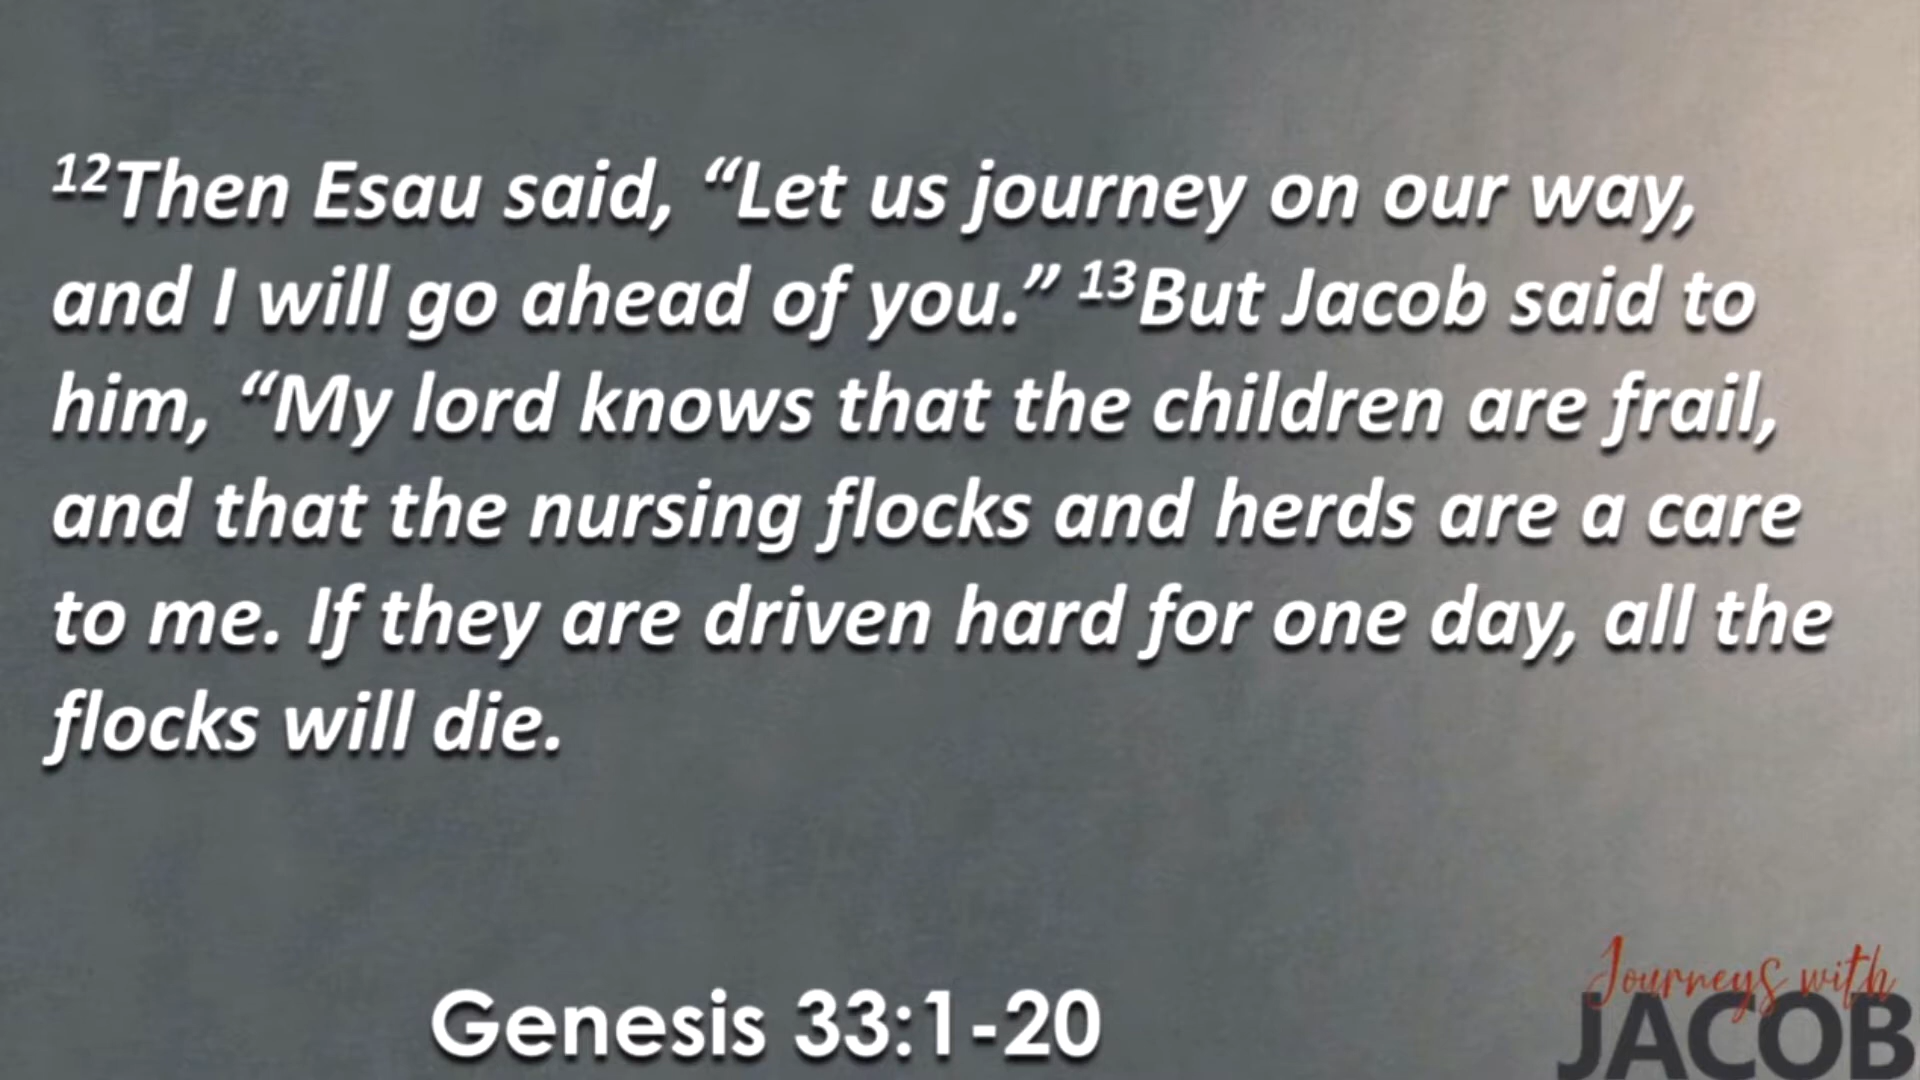 ¹²Then Esau said, “Let us journey on our way,
and I will go ahead of you.” ¹³But Jacob said to
him, “My lord knows that the children are frail,
and that the nursing flocks and herds are a care
to me. If they are driven hard for one day, all the
flocks will die.
Genesis 33:1-20
Journeys with
JACOB